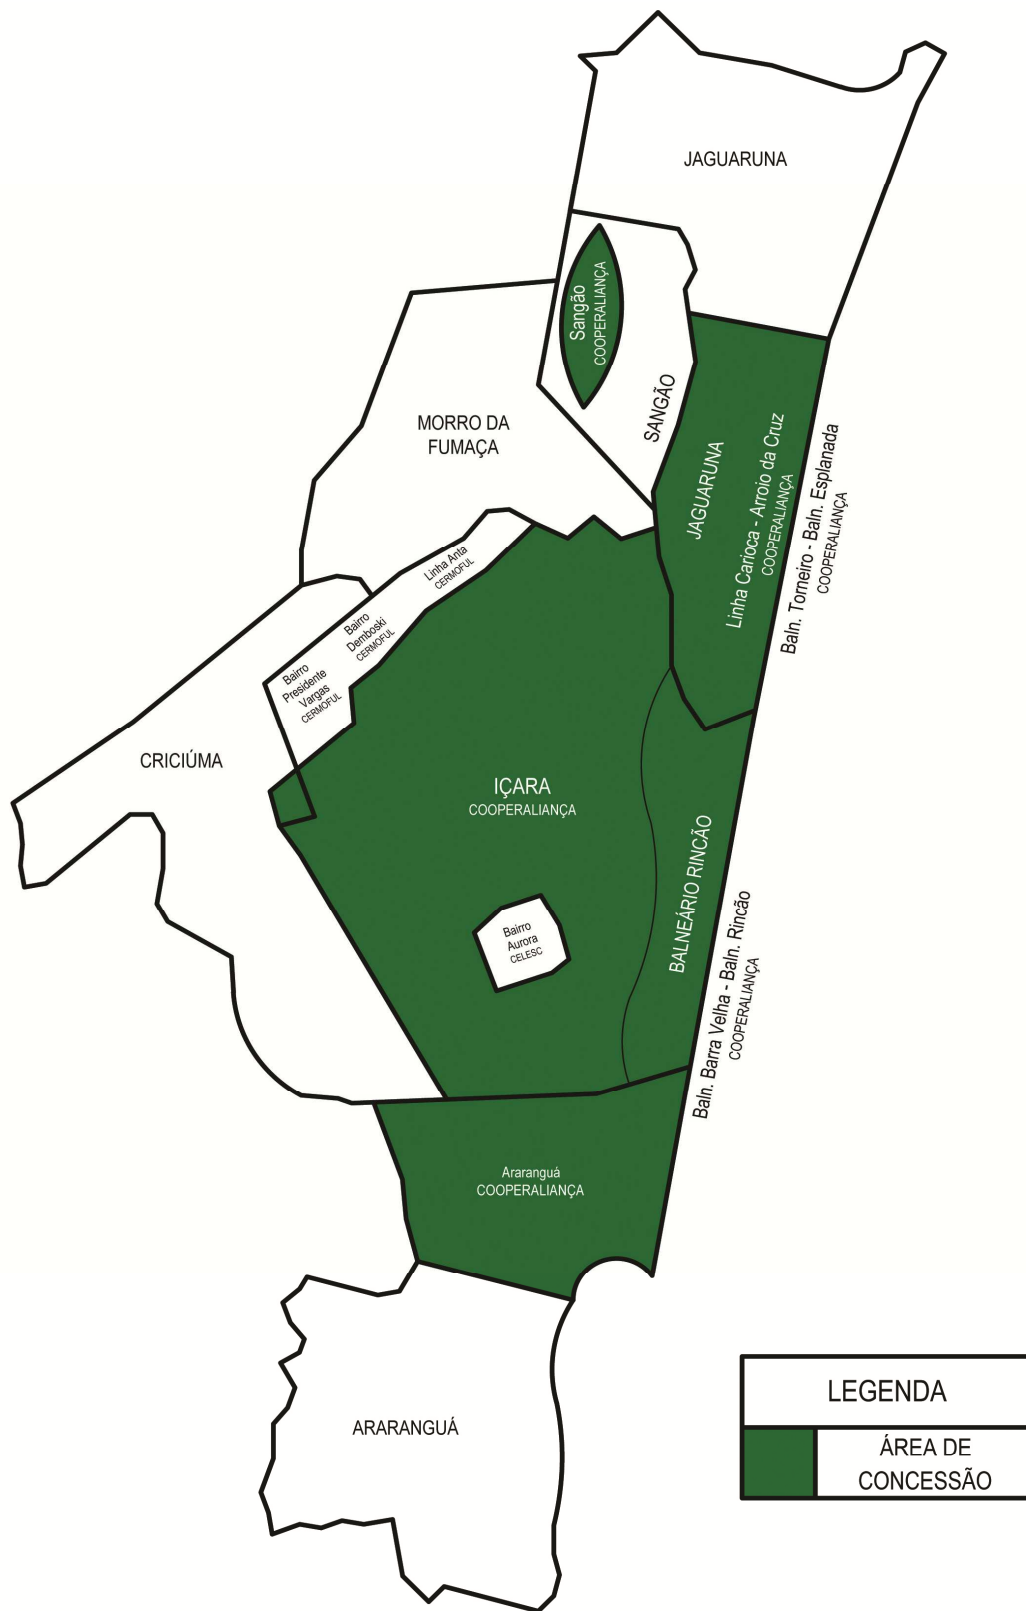 JAGUARUNA
Sangão
COOPERALIANÇA
SANGÃO
MORRO DA
FUMAÇA
JAGUARUNA
Linha Carioca - Arroio da Cruz
COOPERALIANÇA
Baln. Torneiro - Baln. Esplanada
COOPERALIANÇA
Linha Anta
CERMOFUL
Bairro
Demboski
CERMOFUL
Bairro
Presidente
Vargas
CERMOFUL
CRICIÚMA
IÇARA
COOPERALIANÇA
BALNEÁRIO RINCÃO
Bairro
Aurora
CELESC
Baln. Barra Velha - Baln. Rincão
COOPERALIANÇA
Araranguá
COOPERALIANÇA
ARARANGUÁ
LEGENDA
ÁREA DE
CONCESSÃO